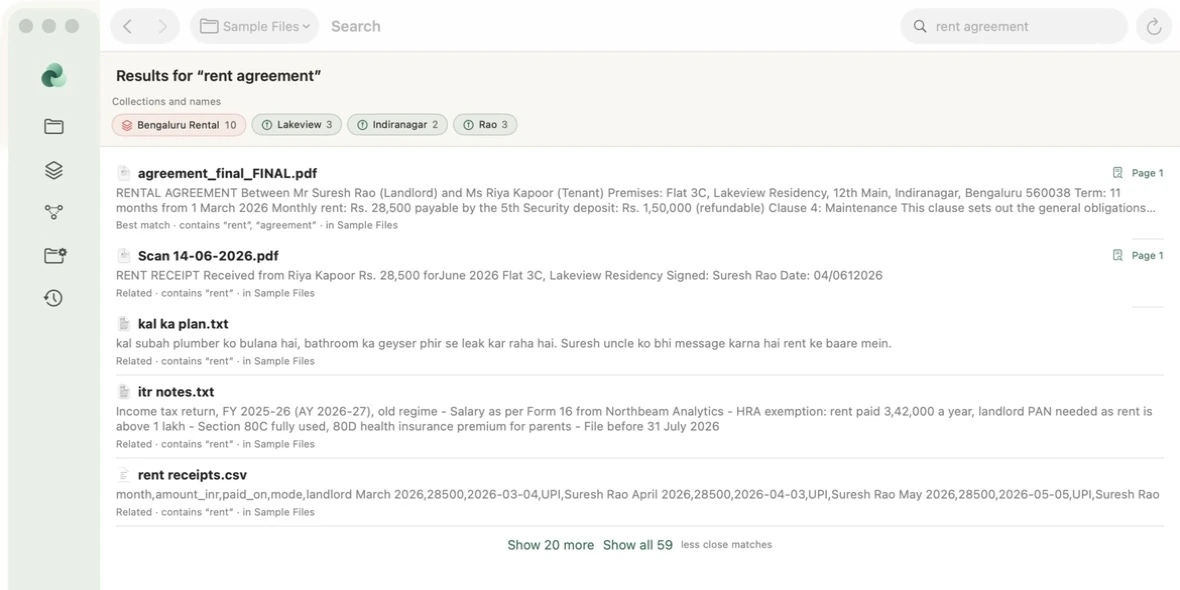 Sample Files
Search
rent agreement
Results for “rent agreement”
Collections and names
Bengaluru Rental 10
Lakeview 3
Indiranagar 2
Rao 3
agreement_final_FINAL.pdf
Page 1
RENTAL AGREEMENT Between Mr Suresh Rao (Landlord) and Ms Riya Kapoor (Tenant) Premises: Flat 3C, Lakeview Residency, 12th Main, Indiranagar, Bengaluru 560038 Term: 11
months from 1 March 2026 Monthly rent: Rs. 28,500 payable by the 5th Security deposit: Rs. 1,50,000 (refundable) Clause 4: Maintenance This clause sets out the general obligations...
Best match · contains “rent”, “agreement” · in Sample Files
Scan 14-06-2026.pdf
Page 1
RENT RECEIPT Received from Riya Kapoor Rs. 28,500 forJune 2026 Flat 3C, Lakeview Residency Signed: Suresh Rao Date: 04/0612026
Related · contains “rent” · in Sample Files
kal ka plan.txt
kal subah plumber ko bulana hai, bathroom ka geyser phir se leak kar raha hai. Suresh uncle ko bhi message karna hai rent ke baare mein.
Related · contains “rent” · in Sample Files
itr notes.txt
Income tax return, FY 2025-26 (AY 2026-27), old regime - Salary as per Form 16 from Northbeam Analytics - HRA exemption: rent paid 3,42,000 a year, landlord PAN needed as rent is
above 1 lakh - Section 80C fully used, 80D health insurance premium for parents - File before 31 July 2026
Related · contains “rent” · in Sample Files
rent receipts.csv
month,amount_inr,paid_on,mode,landlord March 2026,28500,2026-03-04,UPI,Suresh Rao April 2026,28500,2026-04-03,UPI,Suresh Rao May 2026,28500,2026-05-05,UPI,Suresh Rao
Related · contains “rent” · in Sample Files
Show 20 more Show all 59 less close matches